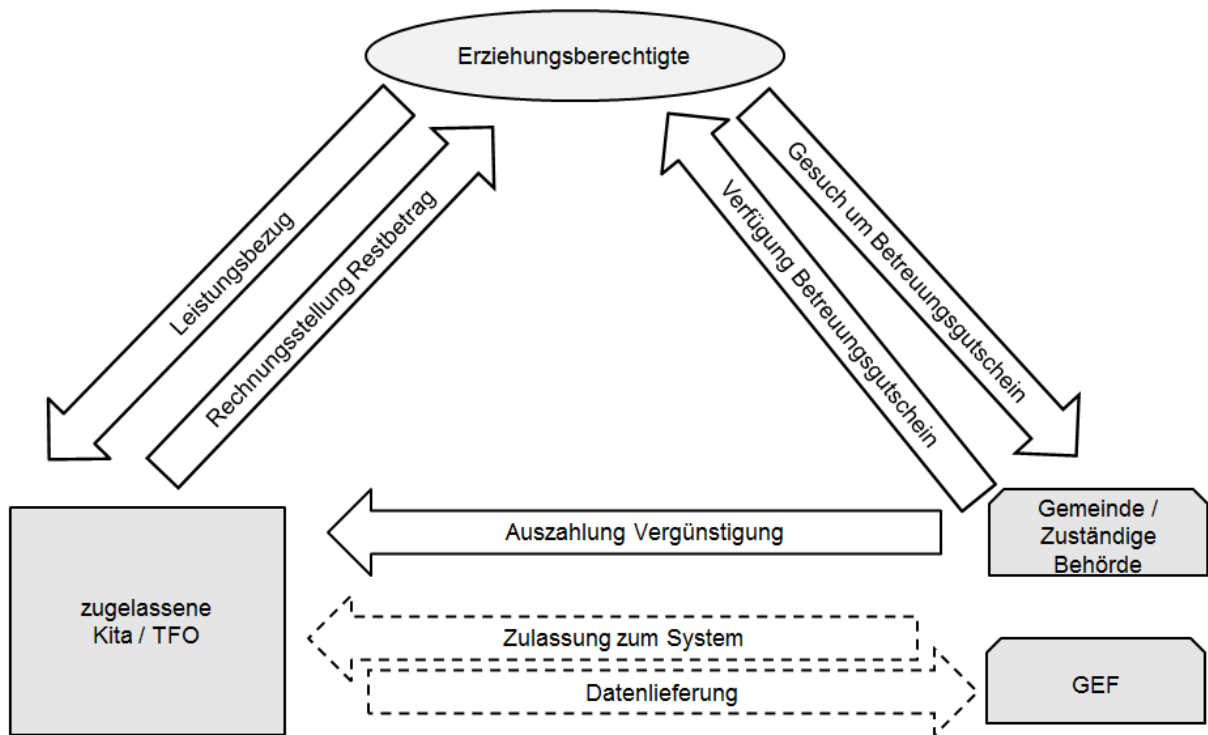 Erziehungsberechtigte
Leistungsbezug
Rechnungsstellung Restbetrag
Verfügung Betreuungsgutschein
Gesuch um Betreuungsgutschein
Auszahlung Vergünstigung
Gemeinde /
Zuständige
Behörde
zugelassene
Kita / TFO
Zulassung zum System
Datenlieferung
GEF